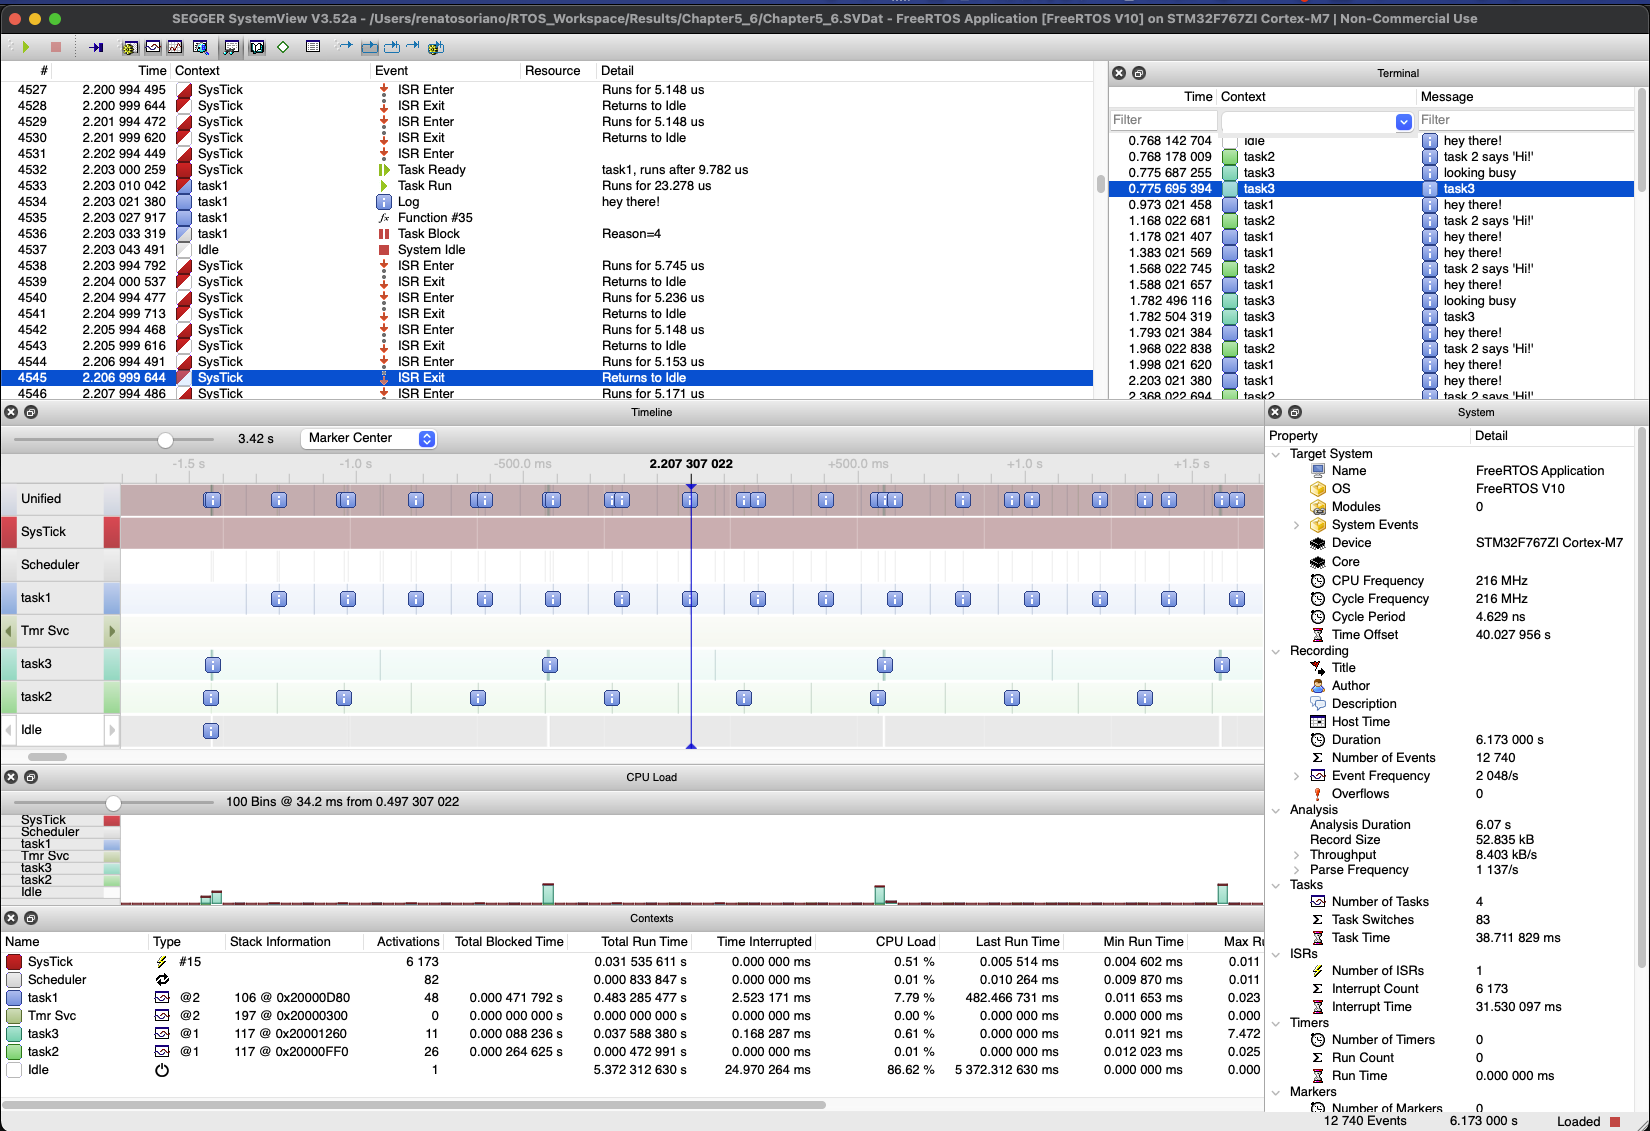 SEGGER SystemView V3.52a - /Users/renatosoriano/RTOS_Workspace/Results/Chapter5_6/Chapter5_6.SVDat - FreeRTOS Application [FreeRTOS V10] on STM32F767ZI Cortex-M7 | Non-Commercial Use
# Time Context Event Resource Detail
4527 2.200 994 495 SysTick ISR Enter Runs for 5.148 us
4528 2.200 999 644 SysTick ISR Exit Returns to Idle
4529 2.201 994 472 SysTick ISR Enter Runs for 5.148 us
4530 2.201 999 620 SysTick ISR Exit Returns to Idle
4531 2.202 994 449 SysTick ISR Enter
4532 2.203 000 259 SysTick Task Ready task1, runs after 9.782 us
4533 2.203 010 042 task1 Task Run Runs for 23.278 us
4534 2.203 021 380 task1 Log hey there!
4535 2.203 027 917 task1 Function #35
4536 2.203 033 319 task1 Task Block Reason=4
4537 2.203 043 491 Idle System Idle
4538 2.203 994 792 SysTick ISR Enter Runs for 5.745 us
4539 2.204 000 537 SysTick ISR Exit Returns to Idle
4540 2.204 994 477 SysTick ISR Enter Runs for 5.236 us
4541 2.204 999 713 SysTick ISR Exit Returns to Idle
4542 2.205 994 468 SysTick ISR Enter Runs for 5.148 us
4543 2.205 999 616 SysTick ISR Exit Returns to Idle
4544 2.206 994 491 SysTick ISR Enter Runs for 5.153 us
4545 2.206 999 644 SysTick ISR Exit Returns to Idle
4546 2.207 994 486 SysTick ISR Enter Runs for 5.171 us
Terminal
Time Context Message
Filter Filter
0.768 142 704 Idle hey there!
0.768 178 009 task2 task 2 says 'Hi!'
0.775 687 255 task3 looking busy
0.775 695 394 task3 task3
0.973 021 458 task1 hey there!
1.168 022 681 task2 task 2 says 'Hi!'
1.178 021 407 task1 hey there!
1.383 021 569 task1 hey there!
1.568 022 745 task2 task 2 says 'Hi!'
1.588 021 657 task1 hey there!
1.782 496 116 task3 looking busy
1.782 504 319 task3 task3
1.793 021 384 task1 hey there!
1.968 022 838 task2 task 2 says 'Hi!'
1.998 021 620 task1 hey there!
2.203 021 380 task1 hey there!
2.368 022 694 task2 task 2 says 'Hi!'
Timeline
3.42 s Marker Center
-1.5 s -1.0 s -500.0 ms 2.207 307 022 +500.0 ms +1.0 s +1.5 s
Unified
SysTick
Scheduler
task1
Tmr Svc
task3
task2
Idle
CPU Load
100 Bins @ 34.2 ms from 0.497 307 022
SysTick
Scheduler
task1
Tmr Svc
task3
task2
Idle
Contexts
Name Type Stack Information Activations Total Blocked Time Total Run Time Time Interrupted CPU Load Last Run Time Min Run Time Max Ru
SysTick #15 6 173 0.031 535 611 s 0.000 000 ms 0.51 % 0.005 514 ms 0.004 602 ms 0.011
Scheduler 82 0.000 833 847 s 0.000 000 ms 0.01 % 0.010 264 ms 0.009 870 ms 0.011
task1 @2 106 @ 0x20000D80 48 0.000 471 792 s 0.483 285 477 s 2.523 171 ms 7.79 % 482.466 731 ms 0.011 653 ms 0.023
Tmr Svc @2 197 @ 0x20000300 0 0.000 000 000 s 0.000 000 000 s 0.000 000 ms 0.00 % 0.000 000 ms 0.000 000 ms 0.000
task3 @1 117 @ 0x20001260 11 0.000 088 236 s 0.037 588 380 s 0.168 287 ms 0.61 % 0.000 000 ms 0.011 921 ms 7.472
task2 @1 117 @ 0x20000FF0 26 0.000 264 625 s 0.000 472 991 s 0.000 000 ms 0.01 % 0.000 000 ms 0.012 023 ms 0.025
Idle 1 5.372 312 630 s 24.970 264 ms 86.62 % 5 372.312 630 ms 0.000 000 ms 0.000
System
Property Detail
Target System
Name FreeRTOS Application
OS FreeRTOS V10
Modules 0
System Events
Device STM32F767ZI Cortex-M7
Core
CPU Frequency 216 MHz
Cycle Frequency 216 MHz
Cycle Period 4.629 ns
Time Offset 40.027 956 s
Recording
Title
Author
Description
Host Time
Duration 6.173 000 s
Number of Events 12 740
Event Frequency 2 048/s
Overflows 0
Analysis
Analysis Duration 6.07 s
Record Size 52.835 kB
Throughput 8.403 kB/s
Parse Frequency 1 137/s
Tasks
Number of Tasks 4
Task Switches 83
Task Time 38.711 829 ms
ISRs
Number of ISRs 1
Interrupt Count 6 173
Interrupt Time 31.530 097 ms
Timers
Number of Timers 0
Run Count 0
Run Time 0.000 000 ms
Markers
Number of Markers 0
12 740 Events 6.173 000 s Loaded